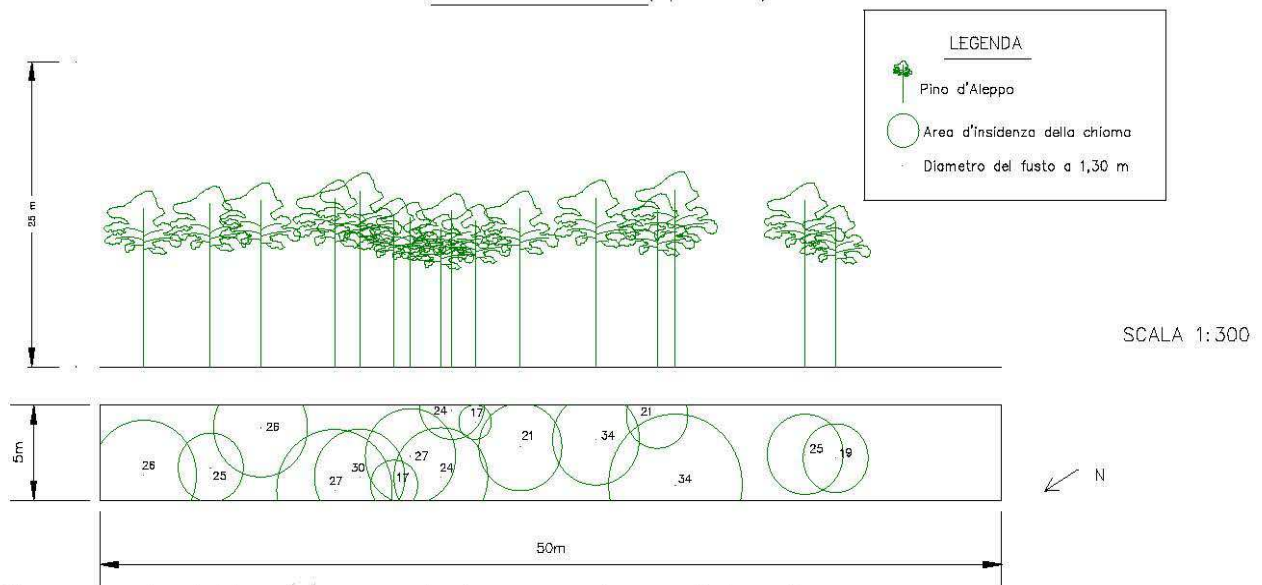 LEGENDA
Pino d'Aleppo
Area d'insidenza della chioma
Diametro del fusto a 1,30 m
25 m
SCALA 1:300
5m
26
25
26
27
30
17
27
24
24
17
21
34
21
34
25
19
N
50m